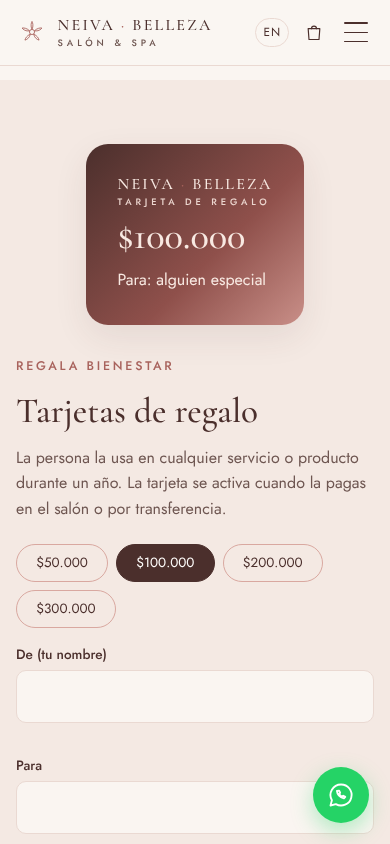 NEIVA · BELLEZA
SALÓN & SPA
EN
NEIVA · BELLEZA
TARJETA DE REGALO
$100.000
Para: alguien especial
REGALA BIENESTAR
Tarjetas de regalo
La persona la usa en cualquier servicio o producto
durante un año. La tarjeta se activa cuando la pagas
en el salón o por transferencia.
$50.000
$100.000
$200.000
$300.000
De (tu nombre)
Para